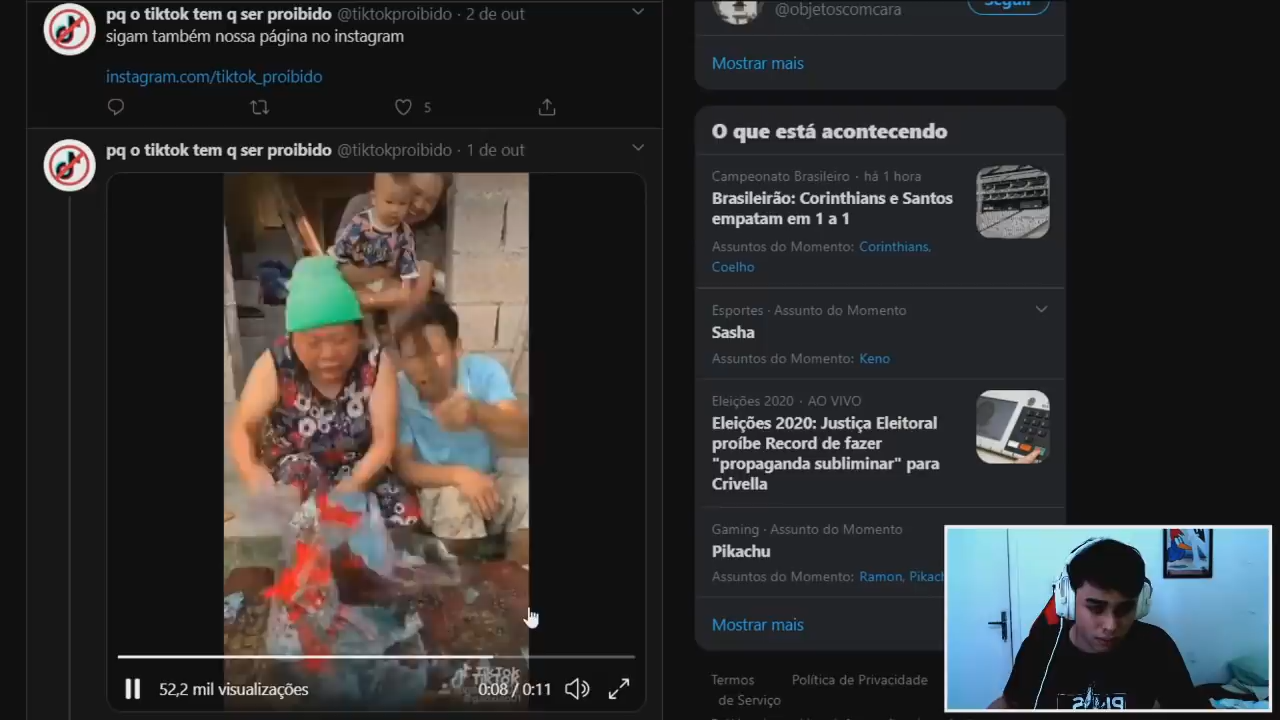 pq o tiktok tem q ser proibido @tiktokproibido · 2 de out
sigam também nossa página no instagram
instagram.com/tiktok_proibido
5
pq o tiktok tem q ser proibido @tiktokproibido · 1 de out
52,2 mil visualizações
0:08 / 0:11
TikTok
@objetoscomcara
Seguir
Mostrar mais
O que está acontecendo
Campeonato Brasileiro · há 1 hora
Brasileirão: Corinthians e Santos
empatam em 1 a 1
Assuntos do Momento: Corinthians,
Coelho
Esportes · Assunto do Momento
Sasha
Assuntos do Momento: Keno
Eleições 2020 · AO VIVO
Eleições 2020: Justiça Eleitoral
proíbe Record de fazer
"propaganda subliminar" para
Crivella
Gaming · Assunto do Momento
Pikachu
Assuntos do Momento: Ramon, Pikach
Mostrar mais
Termos
de Serviço
Política de Privacidade